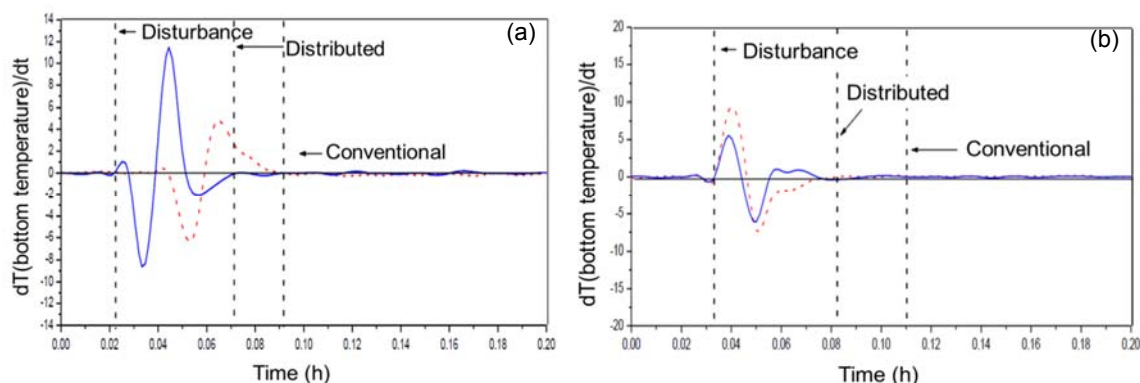 (a)
Disturbance
Distributed
Conventional
dT(bottom temperature)/dt
14
12
10
8
6
4
2
0
-2
-4
-6
-8
-10
-12
-14
0.00 0.02 0.04 0.06 0.08 0.10 0.12 0.14 0.16 0.18 0.20
Time (h)
(b)
Disturbance
Distributed
Conventional
dT(bottom temperature)/dt
20
15
10
5
0
-5
-10
-15
-20
0.00 0.02 0.04 0.06 0.08 0.10 0.12 0.14 0.16 0.18 0.20
Time (h)